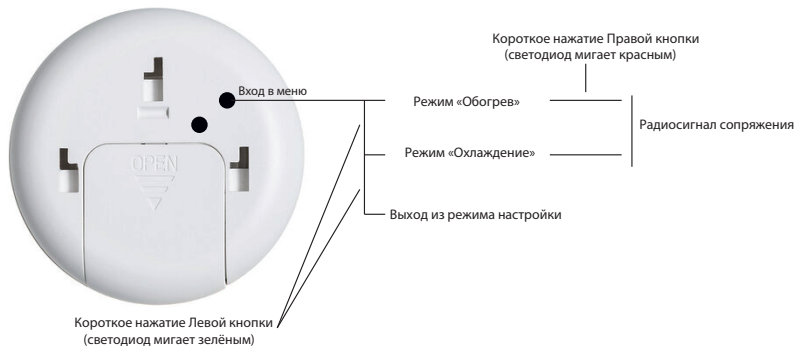 Короткое нажатие Правой кнопки
(светодиод мигает красным)
Вход в меню
Режим «Обогрев»
Радиосигнал сопряжения
Режим «Охлаждение»
OPEN
Выход из режима настройки
Короткое нажатие Левой кнопки
(светодиод мигает зелёным)